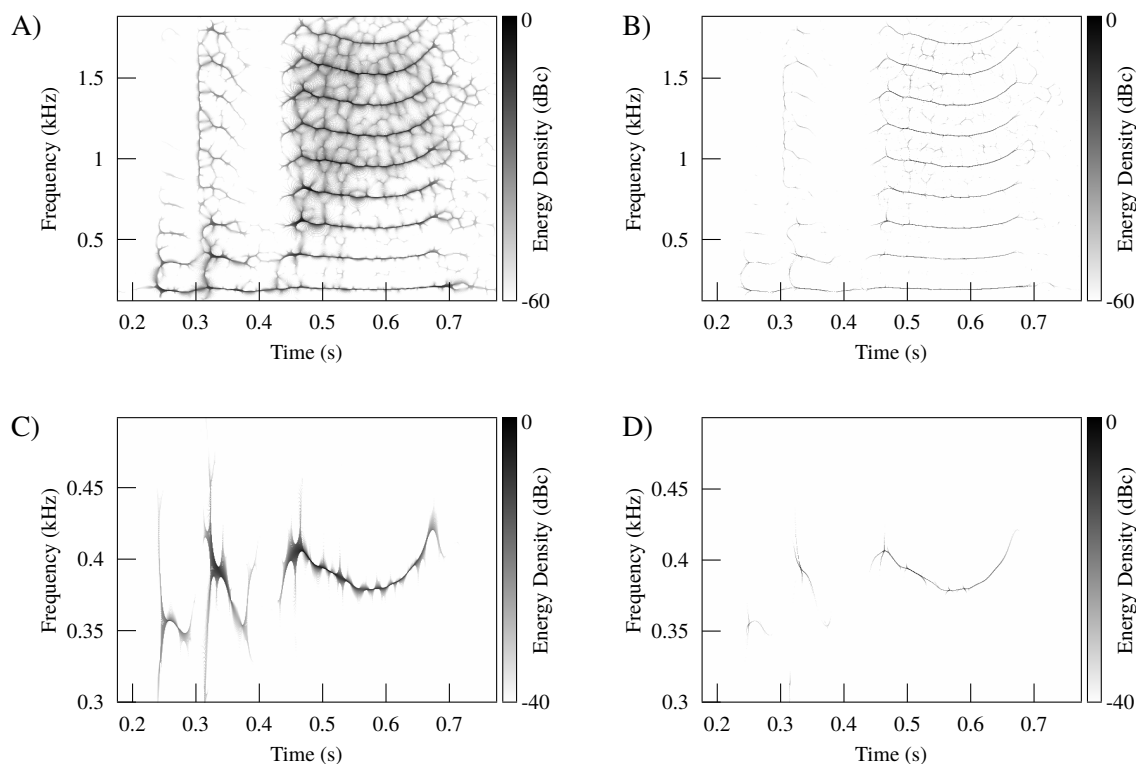 A)
1.5
1
0.5
Frequency (kHz)
0.2 0.3 0.4 0.5 0.6 0.7
Time (s)
0
-60
Energy Density (dBc)
B)
1.5
1
0.5
Frequency (kHz)
0.2 0.3 0.4 0.5 0.6 0.7
Time (s)
0
-60
Energy Density (dBc)
C)
0.45
0.4
0.35
0.3
Frequency (kHz)
0.2 0.3 0.4 0.5 0.6 0.7
Time (s)
0
-40
Energy Density (dBc)
D)
0.45
0.4
0.35
0.3
Frequency (kHz)
0.2 0.3 0.4 0.5 0.6 0.7
Time (s)
0
-40
Energy Density (dBc)